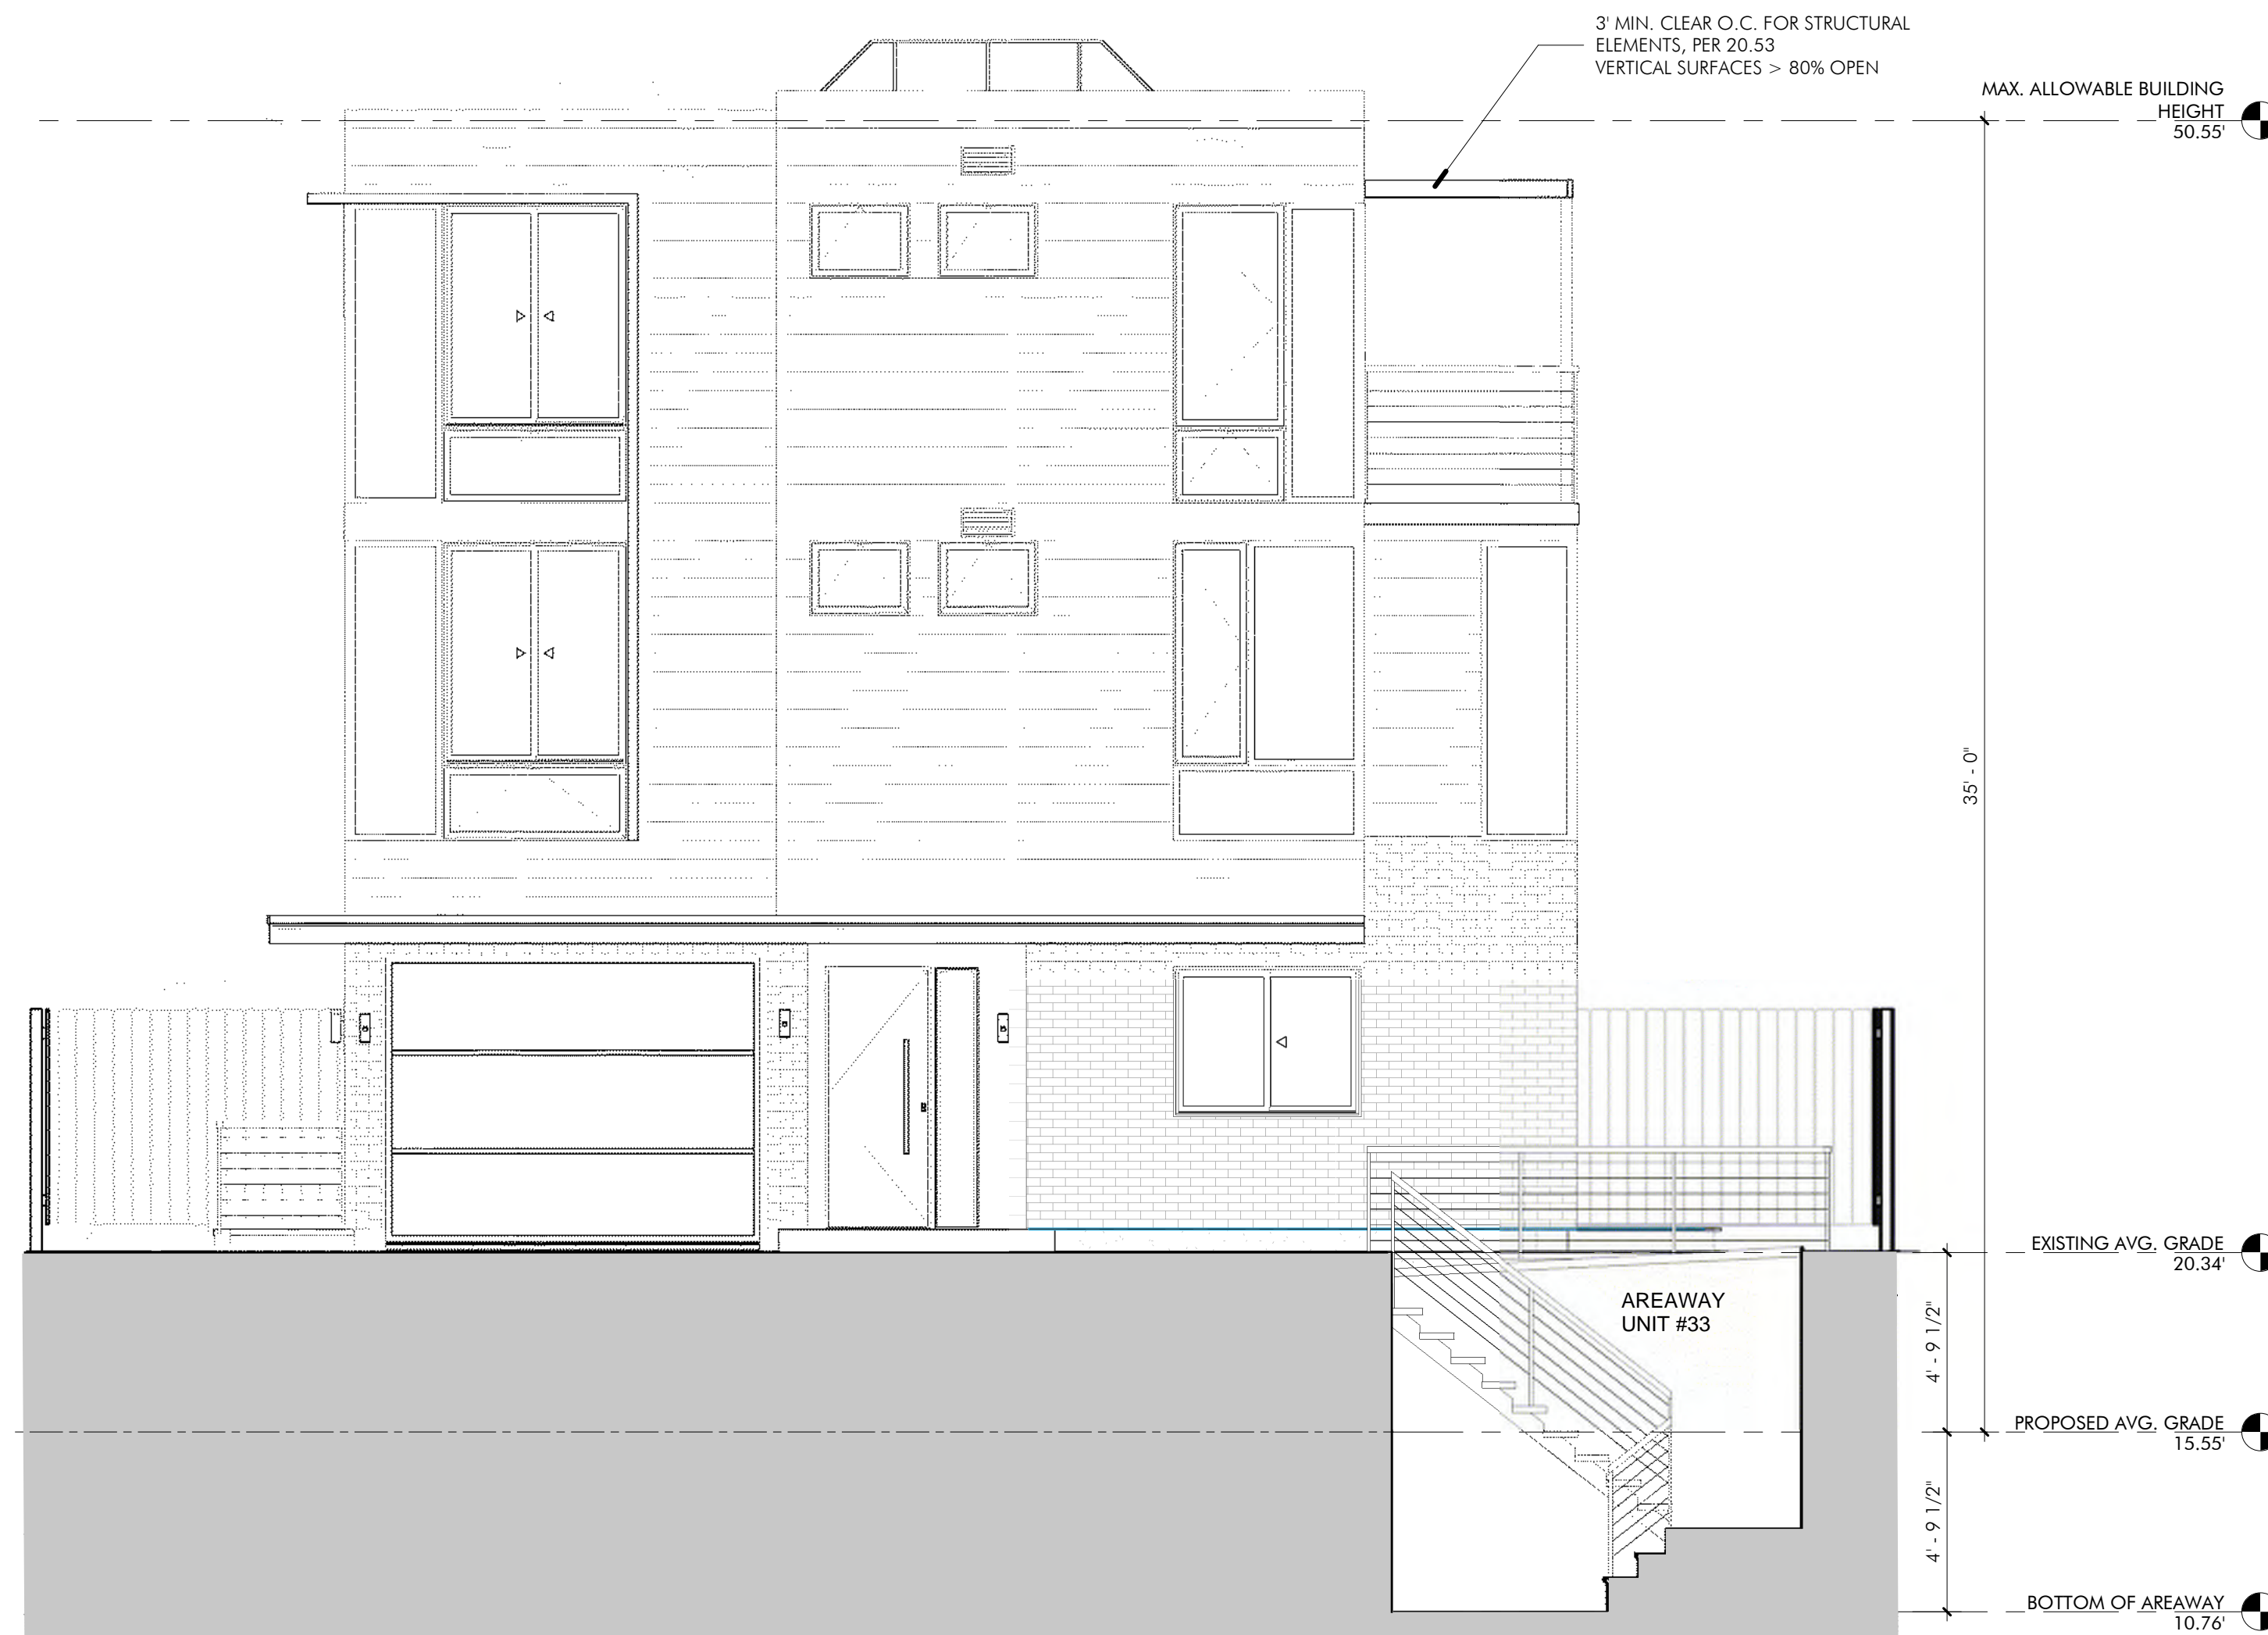 3' MIN. CLEAR O.C. FOR STRUCTURAL
ELEMENTS, PER 20.53
VERTICAL SURFACES > 80% OPEN
MAX. ALLOWABLE BUILDING
HEIGHT
50.55'
35' - 0"
EXISTING AVG. GRADE
20.34'
AREAWAY
UNIT #33
4' - 9 1/2"
PROPOSED AVG. GRADE
15.55'
4' - 9 1/2"
BOTTOM OF AREAWAY
10.76'